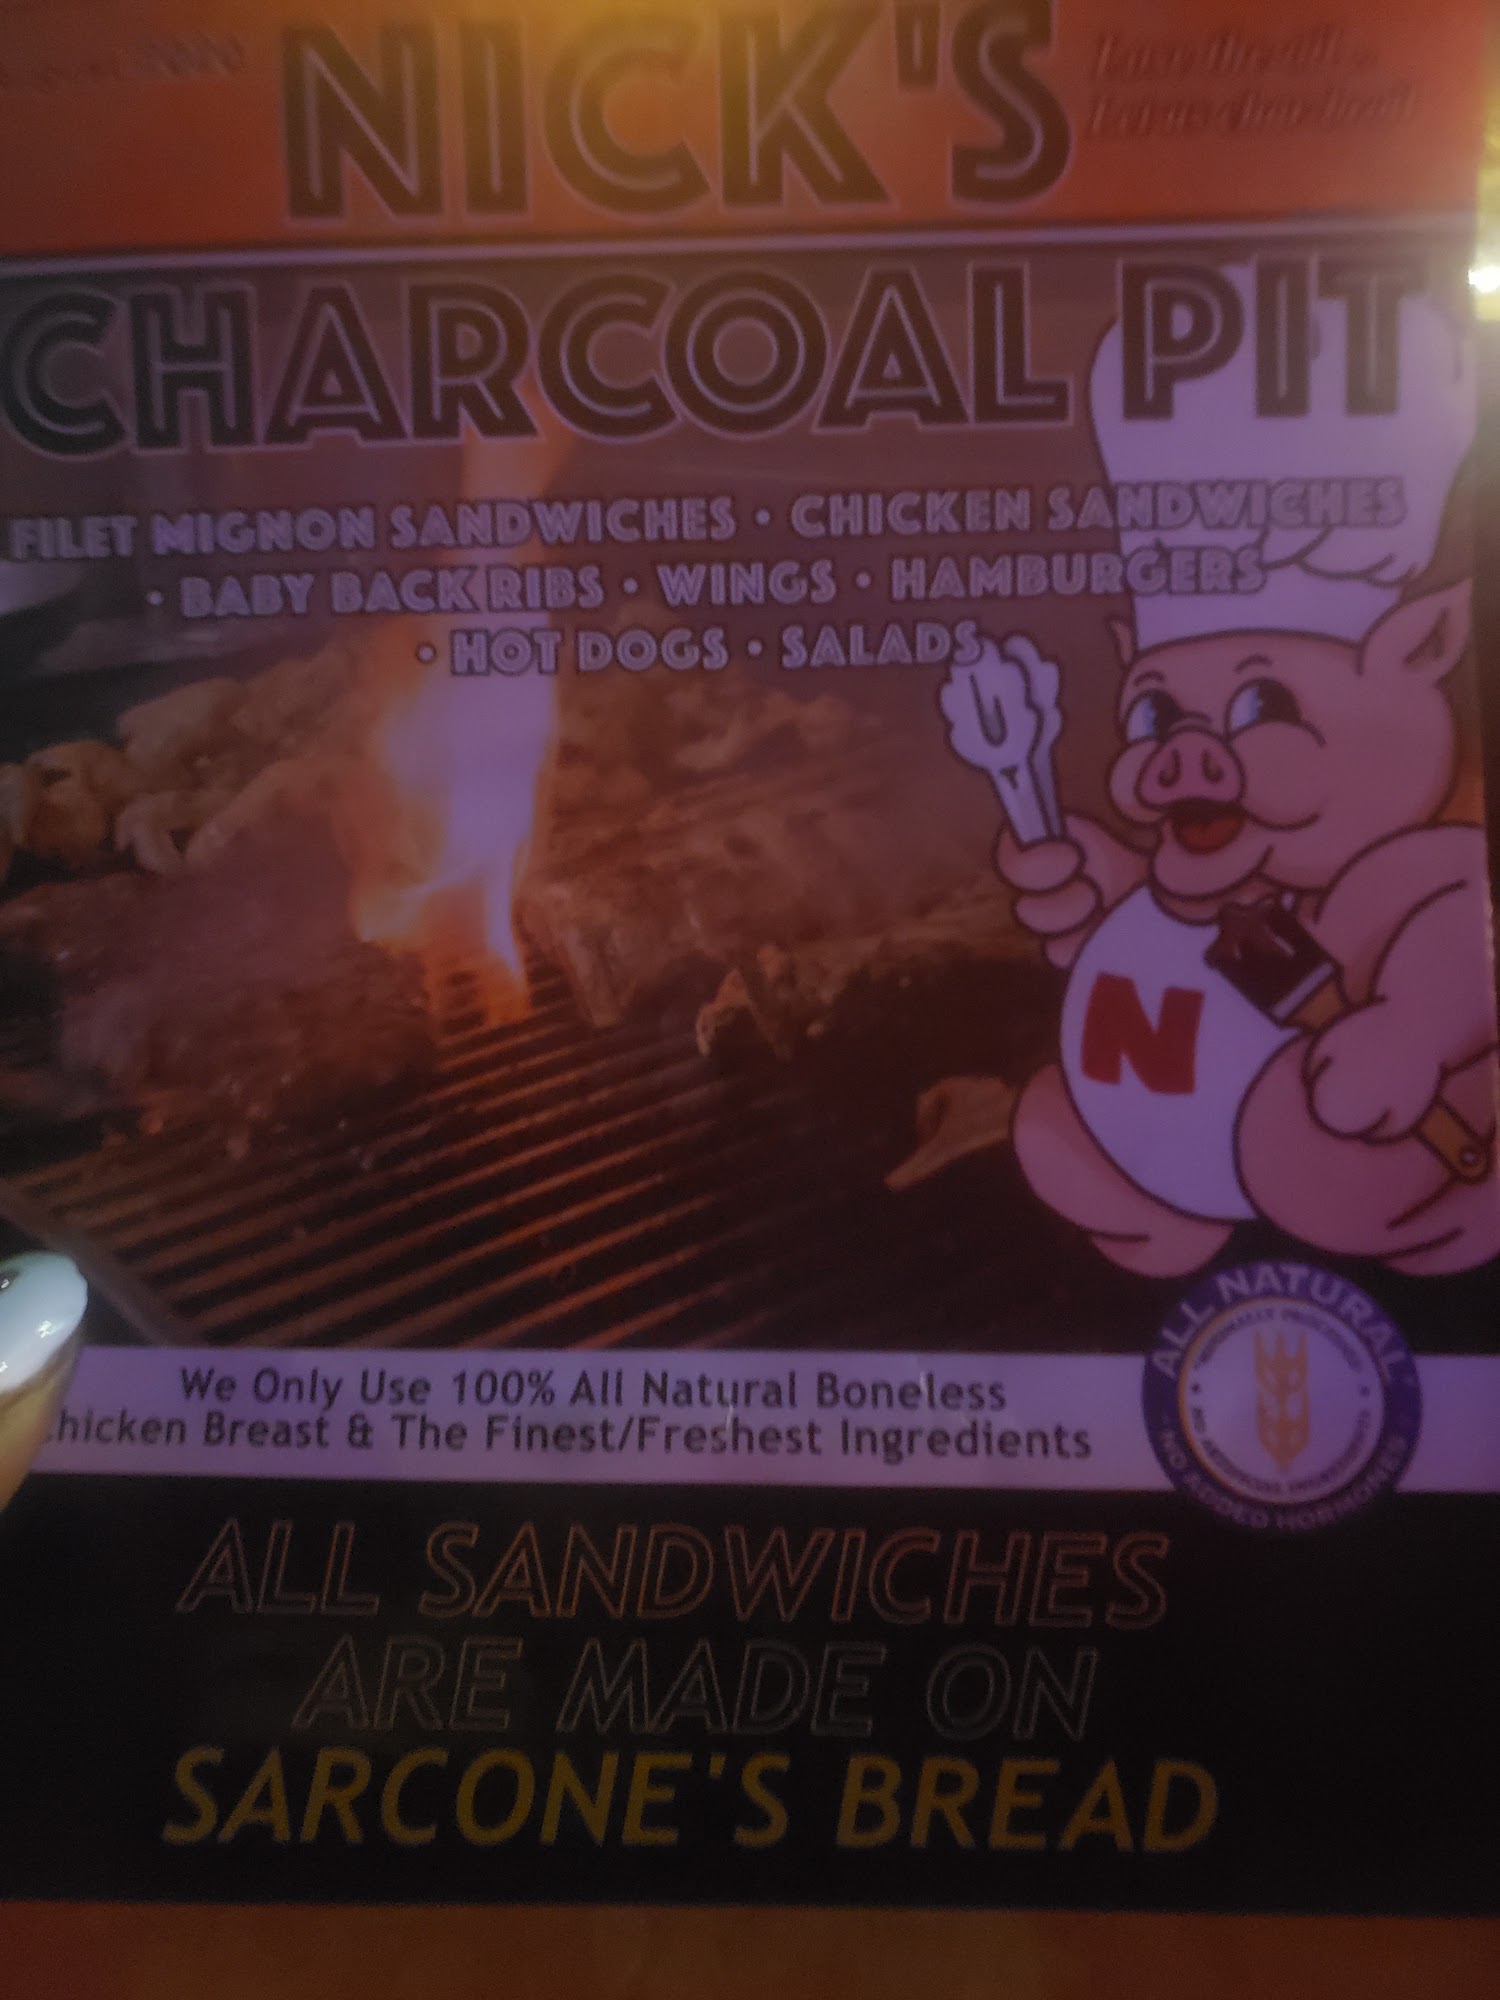 NICK'S
CHARCOAL PIT
FILET MIGNON SANDWICHES • CHICKEN SANDWICHES
• BABY BACK RIBS • WINGS • HAMBURGERS
• HOT DOGS • SALADS
N
ALL NATURAL
• NO ADDED HORMONES •
We Only Use 100% All Natural Boneless
hicken Breast & The Finest/Freshest Ingredients
ALL SANDWICHES
ARE MADE ON
SARCONE'S BREAD